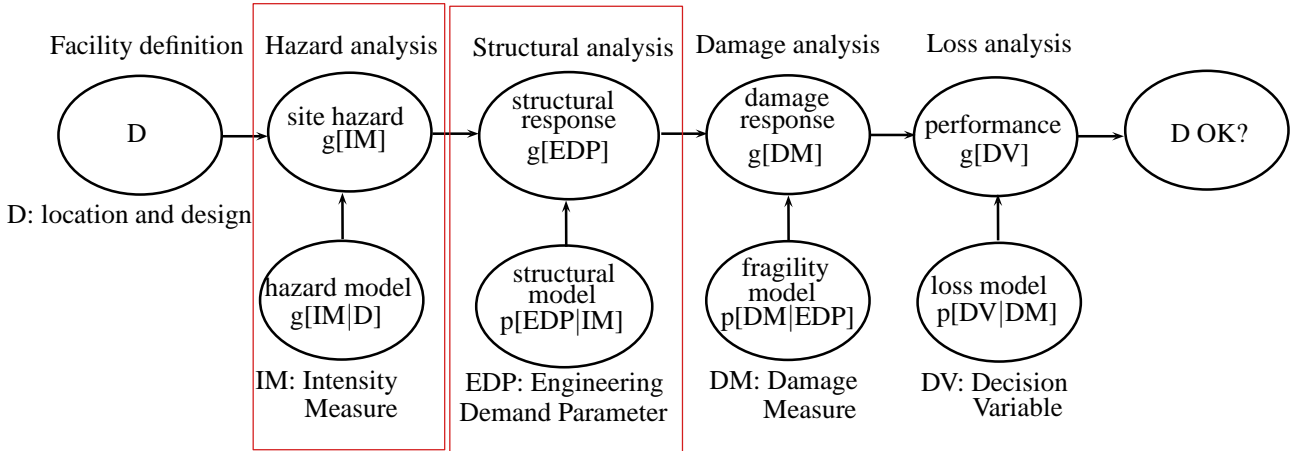 Facility definition
Hazard analysis
Structural analysis
Damage analysis
Loss analysis
D
site hazard
g[IM]
structural
response
g[EDP]
damage
response
g[DM]
performance
g[DV]
D OK?
D: location and design
hazard model
g[IM|D]
structural
model
p[EDP|IM]
fragility
model
p[DM|EDP]
loss model
p[DV|DM]
IM: Intensity
Measure
EDP: Engineering
Demand Parameter
DM: Damage
Measure
DV: Decision
Variable